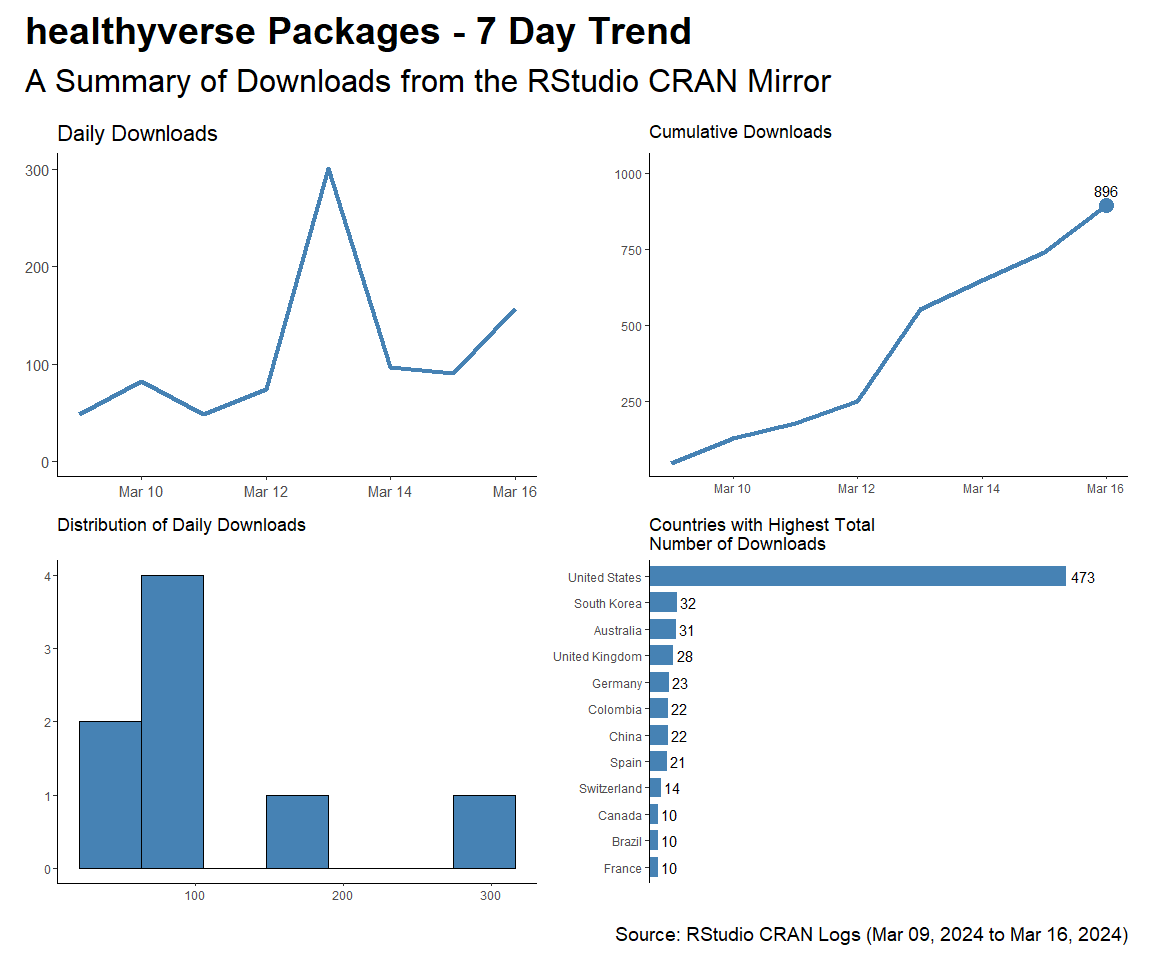 healthyverse Packages - 7 Day Trend
A Summary of Downloads from the RStudio CRAN Mirror
Daily Downloads
300
200
100
0
Mar 10 Mar 12 Mar 14 Mar 16
Cumulative Downloads
1000
750
500
250
896
Mar 10 Mar 12 Mar 14 Mar 16
Distribution of Daily Downloads
4
3
2
1
0
100 200 300
Countries with Highest Total
Number of Downloads
United States 473
South Korea 32
Australia 31
United Kingdom 28
Germany 23
Colombia 22
China 22
Spain 21
Switzerland 14
Canada 10
Brazil 10
France 10
Source: RStudio CRAN Logs (Mar 09, 2024 to Mar 16, 2024)